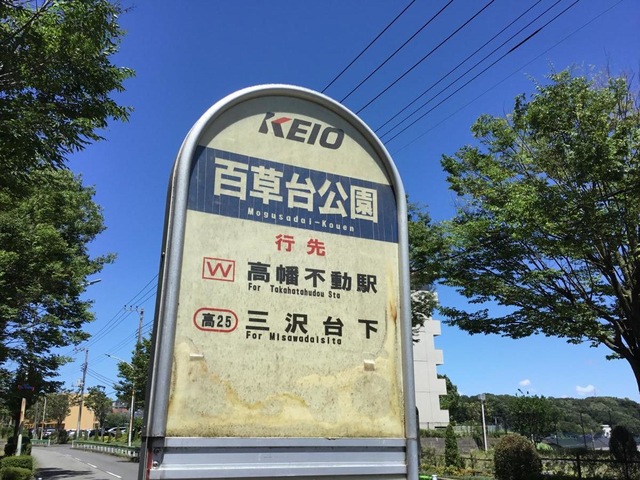 KEIO
百草台公園
Mogusadai-Kouen
行先
W 高幡不動駅
For Takahatahudou Sta
高25 三沢台下
For Misawadaisita